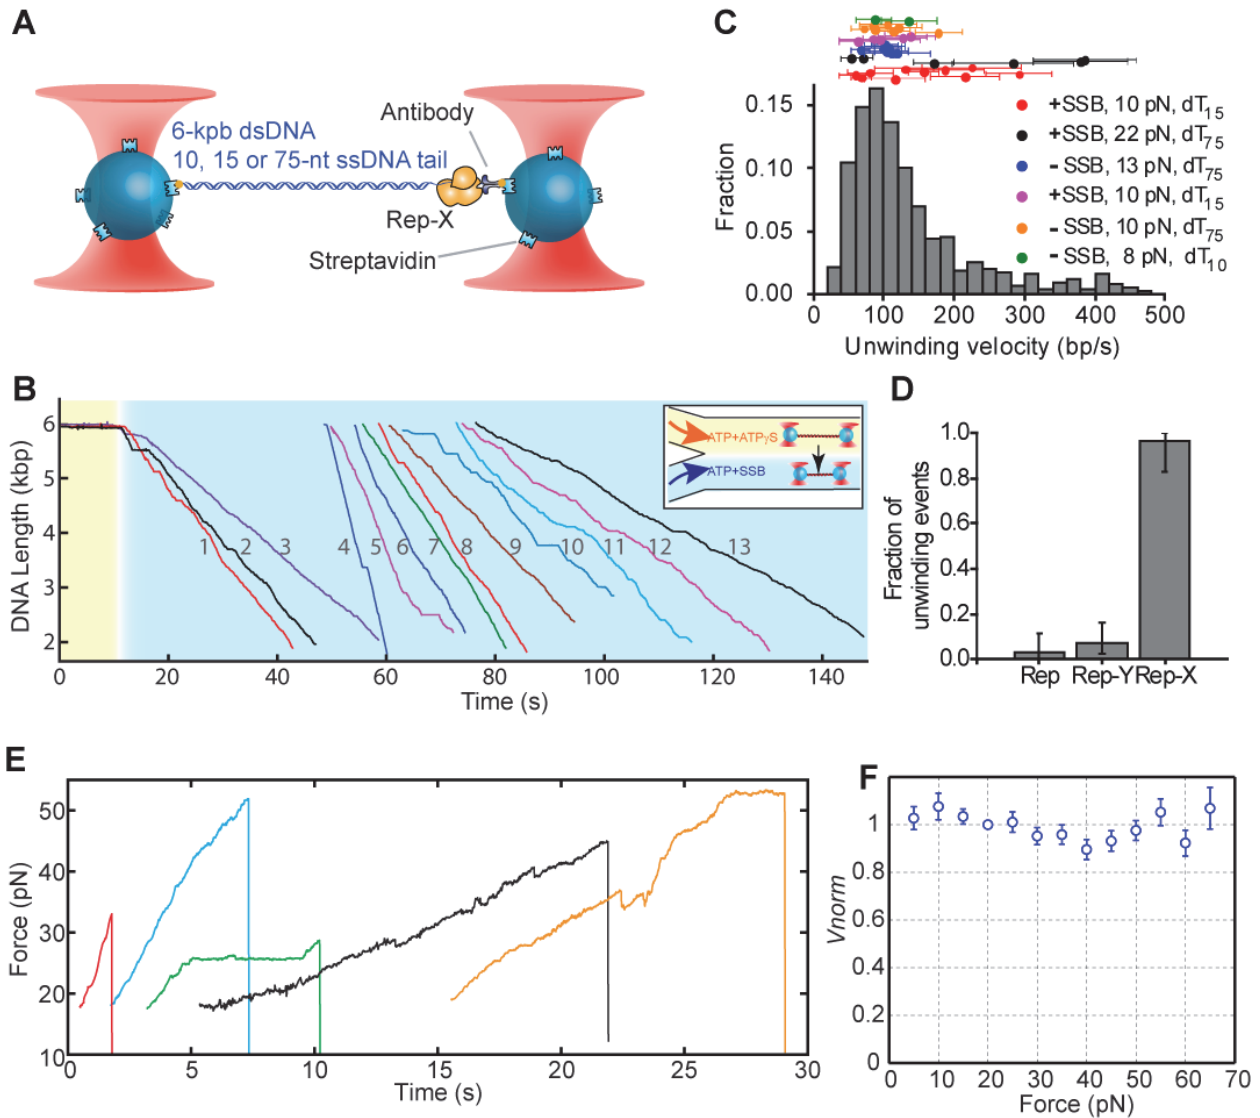 A
6-kpb dsDNA
10, 15 or 75-nt ssDNA tail
Antibody
Rep-X
Streptavidin
C
0.15
0.10
0.05
0.00
Fraction
+SSB, 10 pN, dT15
+SSB, 22 pN, dT75
-SSB, 13 pN, dT75
+SSB, 10 pN, dT15
-SSB, 10 pN, dT75
-SSB, 8 pN, dT10
0 100 200 300 400 500
Unwinding velocity (bp/s)
B
6
5
4
3
2
DNA Length (kbp)
1 2 3 4 5 6 7 8 9 10 11 12 13
ATP+ATPγS
ATP+SSB
0 20 40 60 80 100 120 140
Time (s)
D
1.0
0.8
0.6
0.4
0.2
0.0
Fraction of
unwinding events
Rep Rep-Y Rep-X
E
50
40
30
20
10
Force (pN)
0 5 10 15 20 25 30
Time (s)
F
1
0.8
0.6
0.4
0.2
0
Vnorm
0 10 20 30 40 50 60 70
Force (pN)